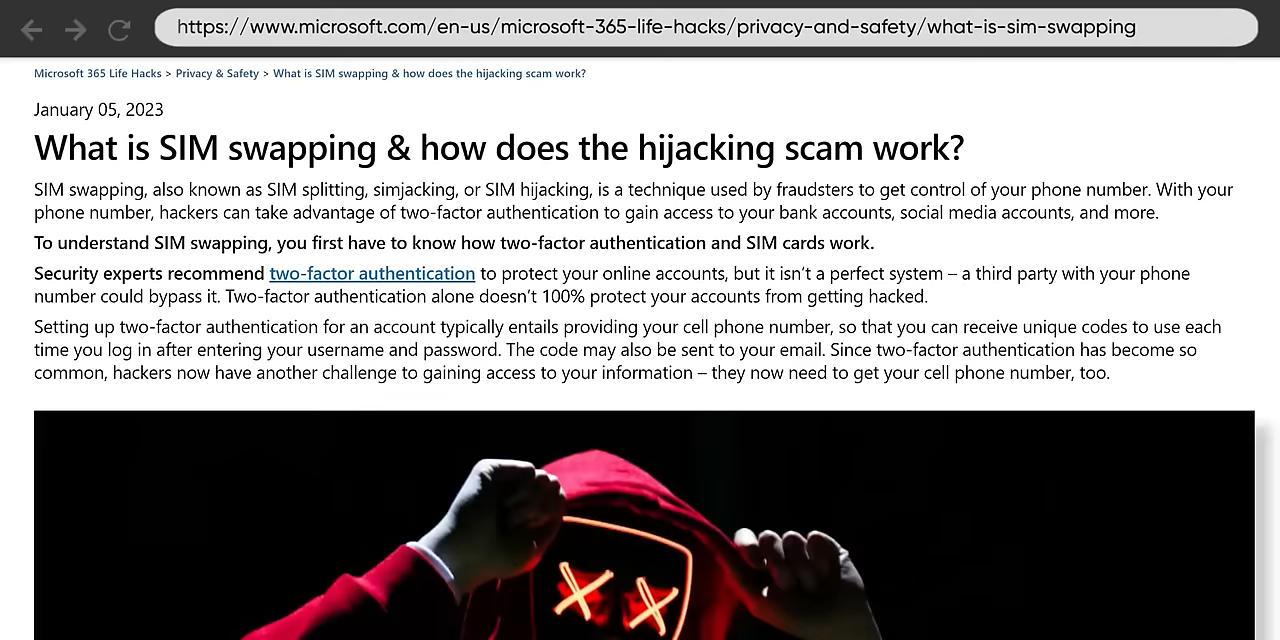 https://www.microsoft.com/en-us/microsoft-365-life-hacks/privacy-and-safety/what-is-sim-swapping
Microsoft 365 Life Hacks > Privacy & Safety > What is SIM swapping & how does the hijacking scam work?
January 05, 2023
What is SIM swapping & how does the hijacking scam work?
SIM swapping, also known as SIM splitting, simjacking, or SIM hijacking, is a technique used by fraudsters to get control of your phone number. With your
phone number, hackers can take advantage of two-factor authentication to gain access to your bank accounts, social media accounts, and more.
To understand SIM swapping, you first have to know how two-factor authentication and SIM cards work.
Security experts recommend two-factor authentication to protect your online accounts, but it isn’t a perfect system – a third party with your phone
number could bypass it. Two-factor authentication alone doesn’t 100% protect your accounts from getting hacked.
Setting up two-factor authentication for an account typically entails providing your cell phone number, so that you can receive unique codes to use each
time you log in after entering your username and password. The code may also be sent to your email. Since two-factor authentication has become so
common, hackers now have another challenge to gaining access to your information – they now need to get your cell phone number, too.